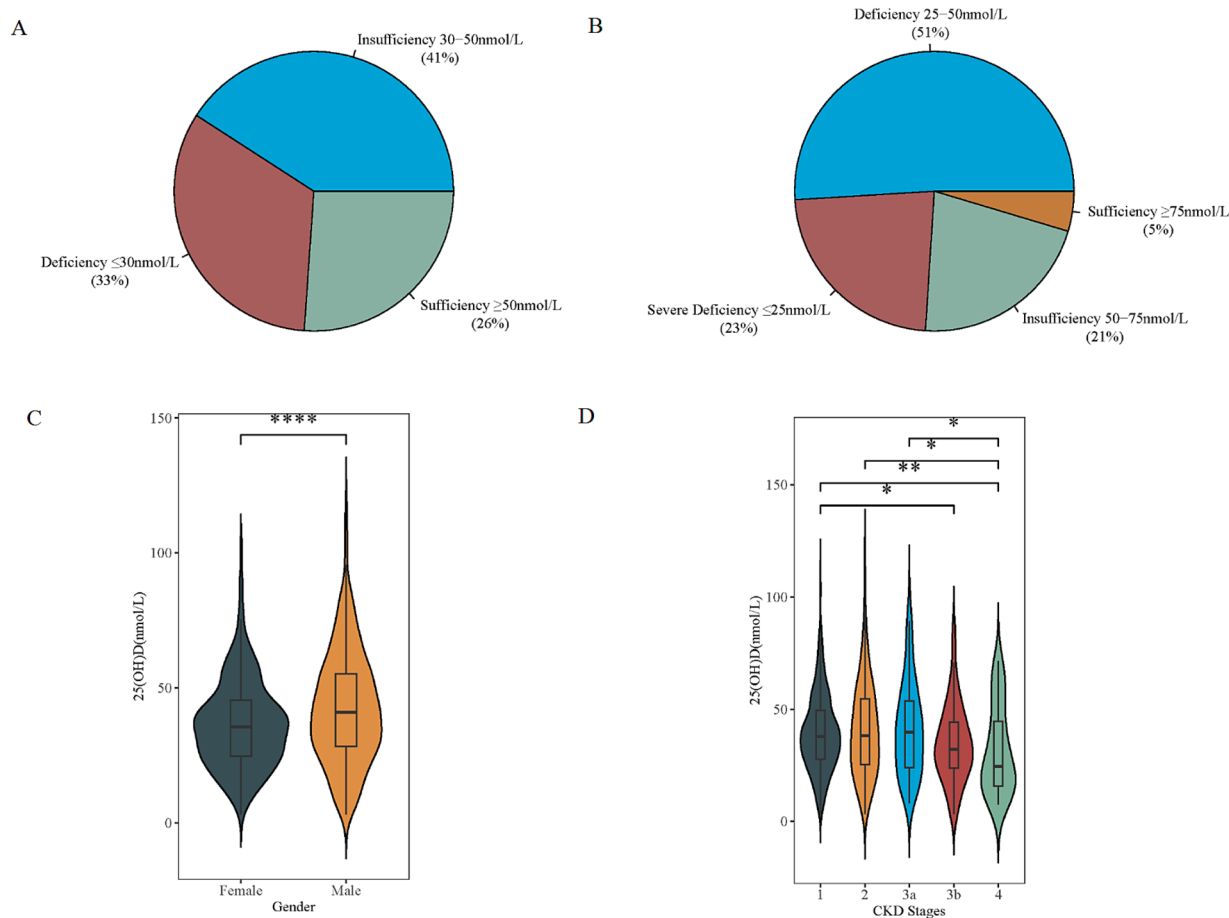 A
Insufficiency 30−50nmol/L
(41%)
Deficiency ≤30nmol/L
(33%)
Sufficiency ≥50nmol/L
(26%)
B
Deficiency 25−50nmol/L
(51%)
Sufficiency ≥75nmol/L
(5%)
Severe Deficiency ≤25nmol/L
(23%)
Insufficiency 50−75nmol/L
(21%)
C
150
100
50
0
25(OH)D(nmol/L)
****
Female Male
Gender
D
150
100
50
0
25(OH)D(nmol/L)
*
*
**
*
1 2 3a 3b 4
CKD Stages